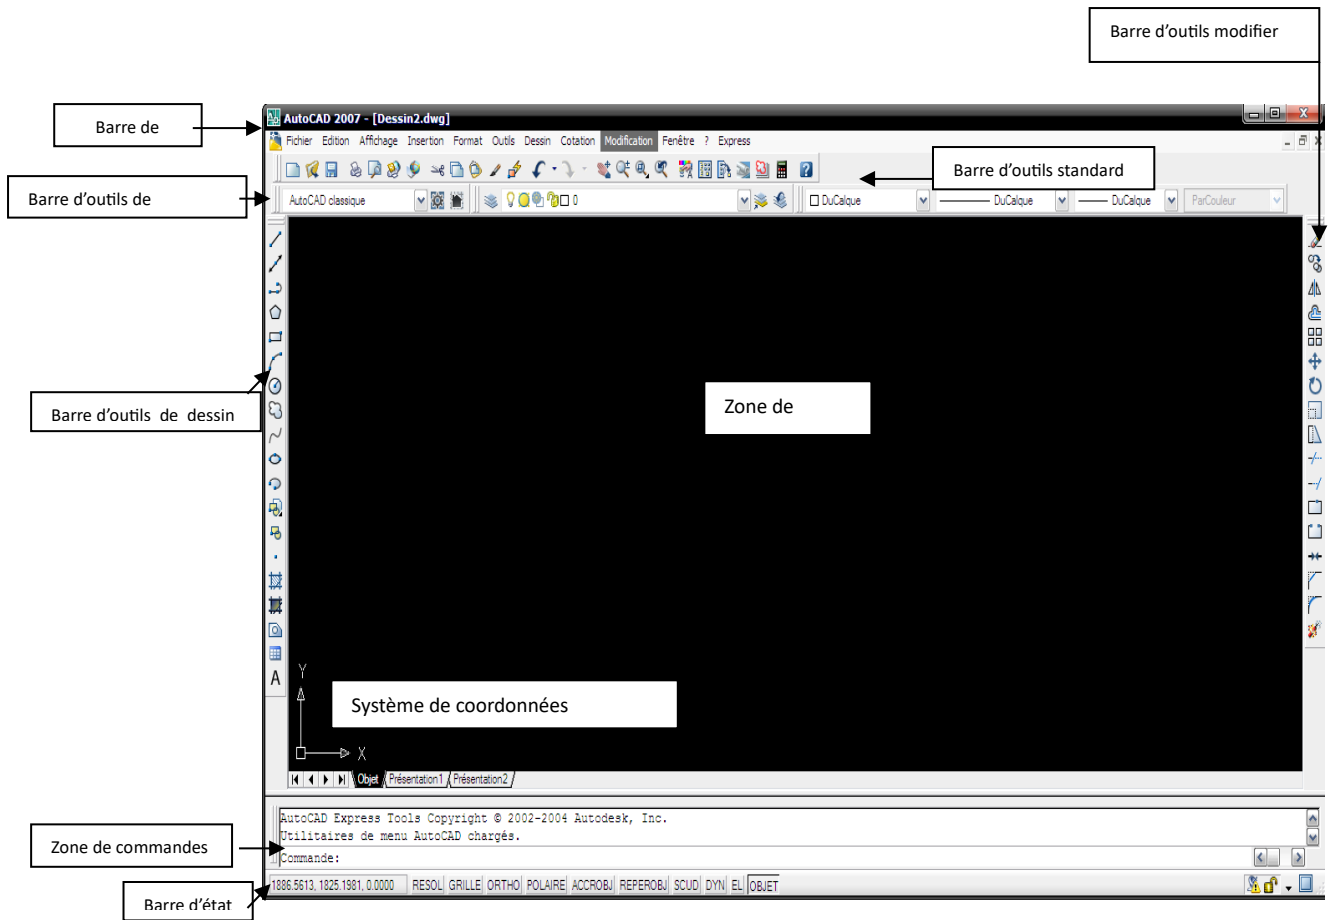 Barre d'outils modifier
Barre de
AutoCAD 2007 - [Dessin2.dwg]
Fichier Edition Affichage Insertion Format Outils Dessin Cotation Modification Fenêtre ? Express
Barre d'outils standard
Barre d'outils de
AutoCAD classique
0
DuCalque
DuCalque
DuCalque
ParCouleur
Zone de
Barre d'outils de dessin
A
Y
Système de coordonnées
X
Objet Présentation1 Présentation2
AutoCAD Express Tools Copyright © 2002-2004 Autodesk, Inc.
Utilitaires de menu AutoCAD chargés.
Zone de commandes
Commande:
1886.5613, 1825.1981, 0.0000 RESOL GRILLE ORTHO POLAIRE ACCROBJ REPEROBJ SCUD DYN EL OBJET
Barre d'état